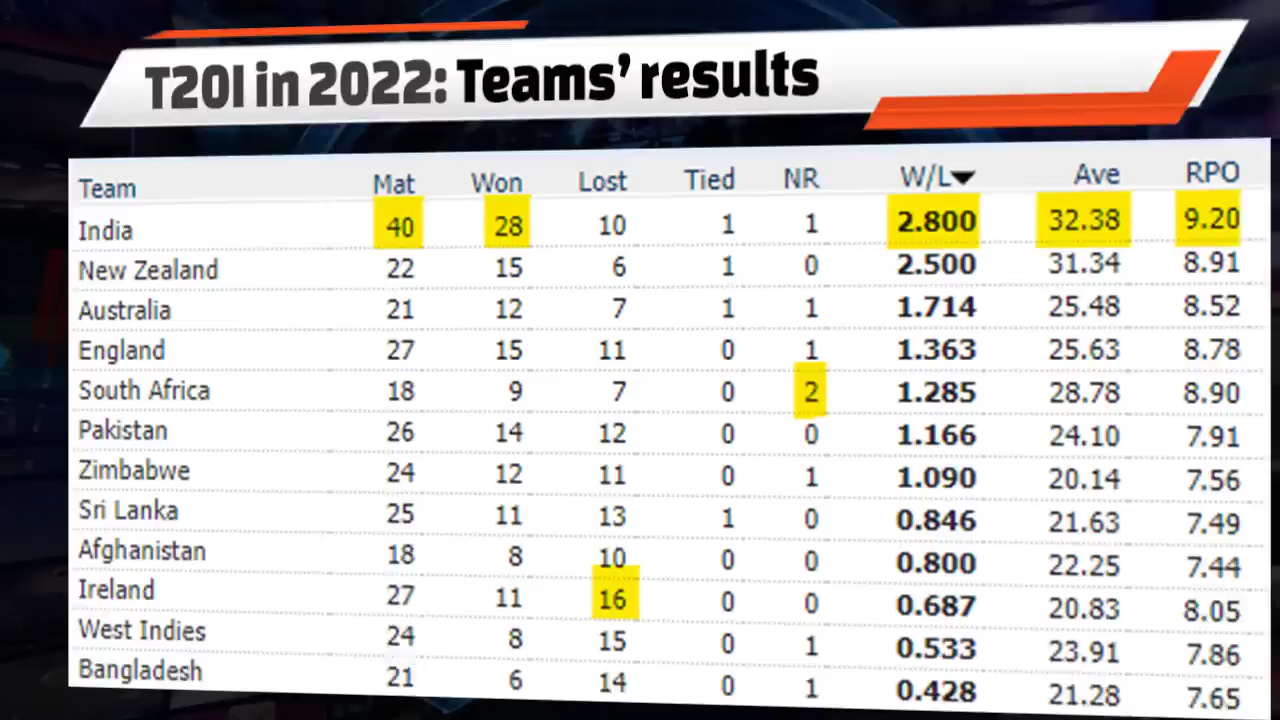 T20I in 2022: Teams' results
Team Mat Won Lost Tied NR W/L Ave RPO
India 40 28 10 1 1 2.800 32.38 9.20
New Zealand 22 15 6 1 0 2.500 31.34 8.91
Australia 21 12 7 1 1 1.714 25.48 8.52
England 27 15 11 0 1 1.363 25.63 8.78
South Africa 18 9 7 0 2 1.285 28.78 8.90
Pakistan 26 14 12 0 0 1.166 24.10 7.91
Zimbabwe 24 12 11 0 1 1.090 20.14 7.56
Sri Lanka 25 11 13 1 0 0.846 21.63 7.49
Afghanistan 18 8 10 0 0 0.800 22.25 7.44
Ireland 27 11 16 0 0 0.687 20.83 8.05
West Indies 24 8 15 0 1 0.533 23.91 7.86
Bangladesh 21 6 14 0 1 0.428 21.28 7.65